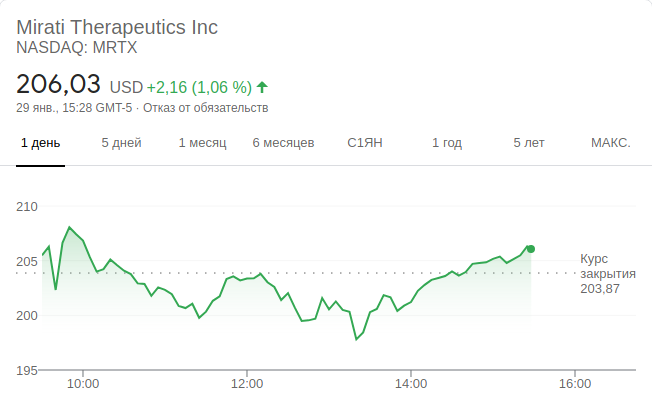 Mirati Therapeutics Inc
NASDAQ: MRTX
206,03 USD +2,16 (1,06 %)
29 янв., 15:28 GMT-5 · Отказ от обязательств
1 день 5 дней 1 месяц 6 месяцев С1ЯН 1 год 5 лет МАКС.
210
205
200
195
Курс
закрытия
203,87
10:00 12:00 14:00 16:00